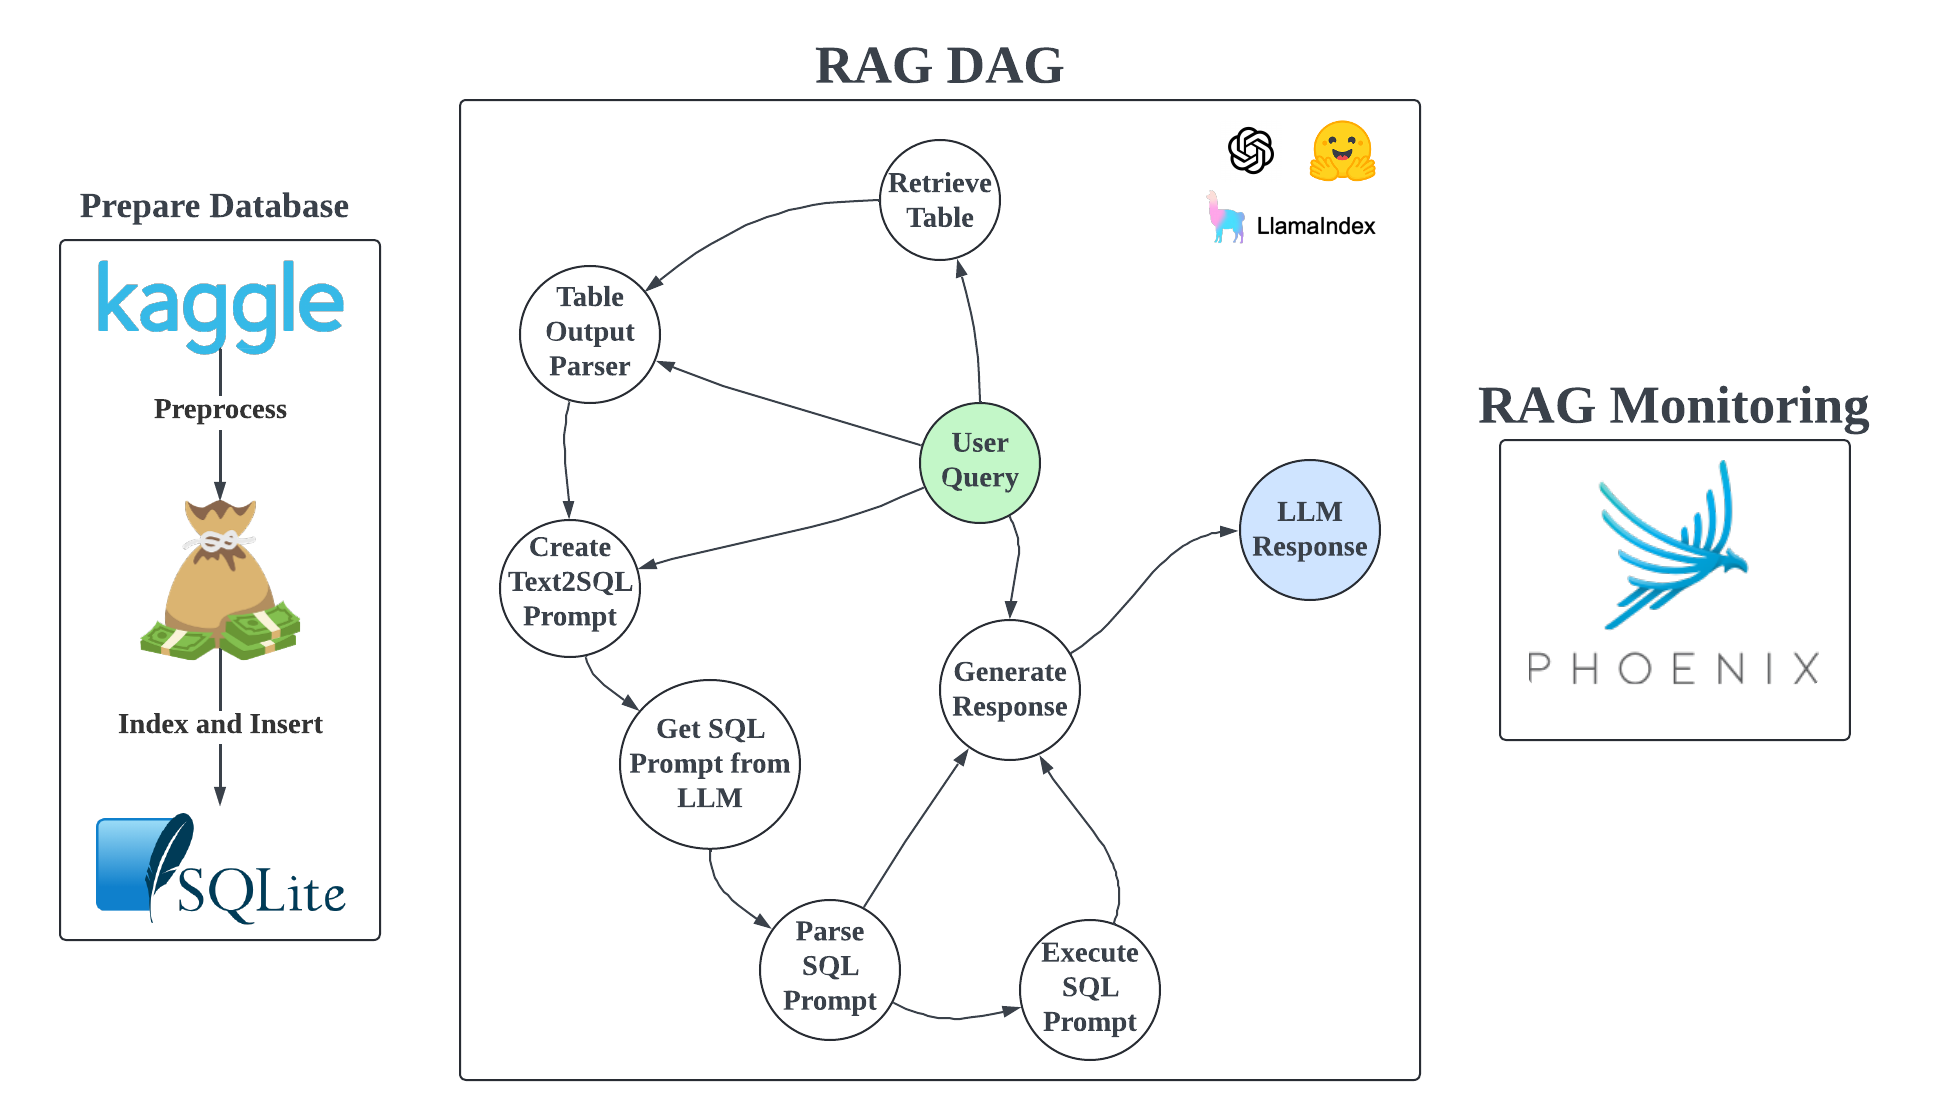 RAG DAG
Prepare Database
kaggle
Preprocess
Index and Insert
SQLite
Retrieve
Table
LlamaIndex
Table
Output
Parser
User
Query
Create
Text2SQL
Prompt
LLM
Response
Generate
Response
Get SQL
Prompt from
LLM
Parse
SQL
Prompt
Execute
SQL
Prompt
RAG Monitoring
PHOENIX